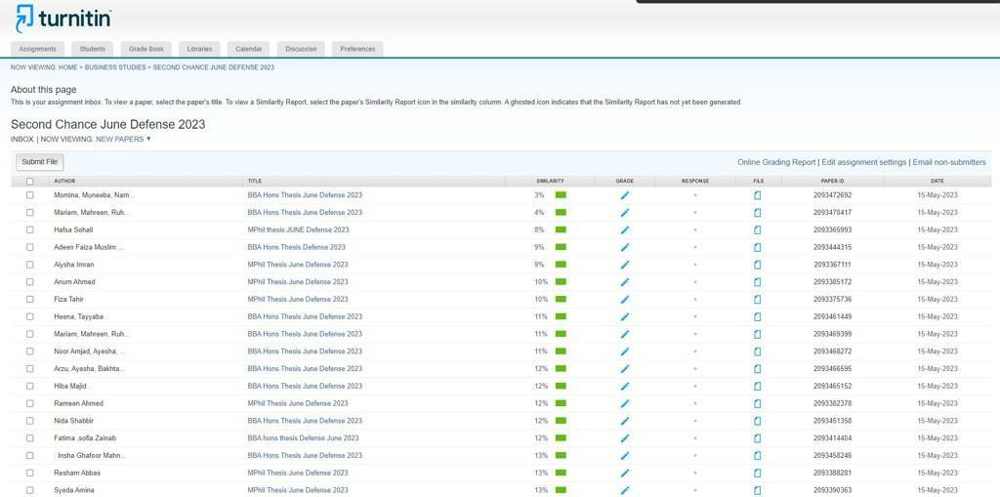 turnitin
Assignments Students Grade Book Libraries Calendar Discussion Preferences
NOW VIEWING: HOME > BUSINESS STUDIES > SECOND CHANCE JUNE DEFENSE 2023
About this page
This is your assignment inbox. To view a paper, select the paper's title. To view a Similarity Report, select the paper's Similarity Report icon in the similarity column. A ghosted icon indicates that the Similarity Report has not yet been generated.
Second Chance June Defense 2023
INBOX | NOW VIEWING: NEW PAPERS ▼
Submit File Online Grading Report | Edit assignment settings | Email non-submitters
AUTHOR TITLE SIMILARITY GRADE RESPONSE FILE PAPER ID DATE
Momina, Muneeba, Nam... BBA Hons Thesis June Defense 2023 3% 2093472692 15-May-2023
Mariam, Mahreen, Ruh... BBA Hons Thesis June Defense 2023 4% 2093470417 15-May-2023
Hafsa Sohail MPhil thesis JUNE Defense 2023 8% 2093365993 15-May-2023
Adeen Faiza Muslim .... BBA Hons Thesis Defense 2023 9% 2093444315 15-May-2023
Aiysha Imran MPhil Thesis June Defense 2023 9% 2093367111 15-May-2023
Anum Ahmed MPhil Thesis June Defense 2023 10% 2093385172 15-May-2023
Fiza Tahir MPhil Thesis June Defense 2023 10% 2093375736 15-May-2023
Heena, Tayyaba . BBA Hons Thesis June Defense 2023 11% 2093461449 15-May-2023
Mariam, Mahreen, Ruh... BBA Hons Thesis June Defense 2023 11% 2093469399 15-May-2023
Noor Amjad, Ayesha, ... BBA Hons Thesis June Defense 2023 11% 2093468272 15-May-2023
Arzu, Ayesha, Bakhta... BBA Hons Thesis June Defense 2023 12% 2093466595 15-May-2023
Hiba Majid . BBA Hons Thesis June Defense 2023 12% 2093465152 15-May-2023
Rameen Ahmed MPhil Thesis June Defense 2023 12% 2093382378 15-May-2023
Nida Shabbir BBA Hons Thesis June Defense 2023 12% 2093451358 15-May-2023
Fatima ,sofia Zainab BBA hons thesis Defense June 2023 12% 2093414404 15-May-2023
: Insha Ghafoor Mahn... BBA Hons Thesis June Defense 2023 13% 2093458246 15-May-2023
Resham Abbas MPhil Thesis June Defense 2023 13% 2093388281 15-May-2023
Syeda Amina MPhil Thesis June Defense 2023 13% 2093390363 15-May-2023